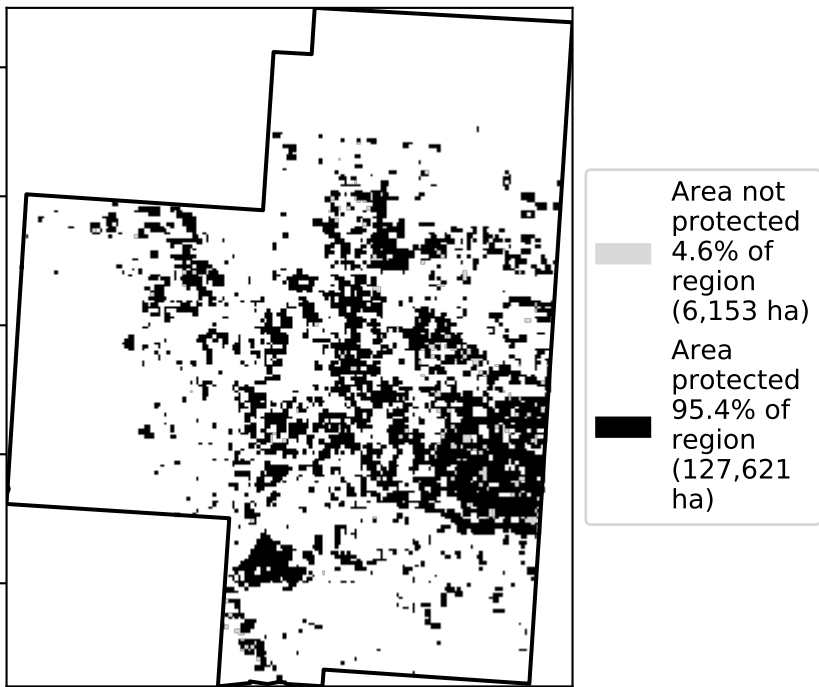 Area not
protected
4.6% of
region
(6,153 ha)
Area
protected
95.4% of
region
(127,621
ha)